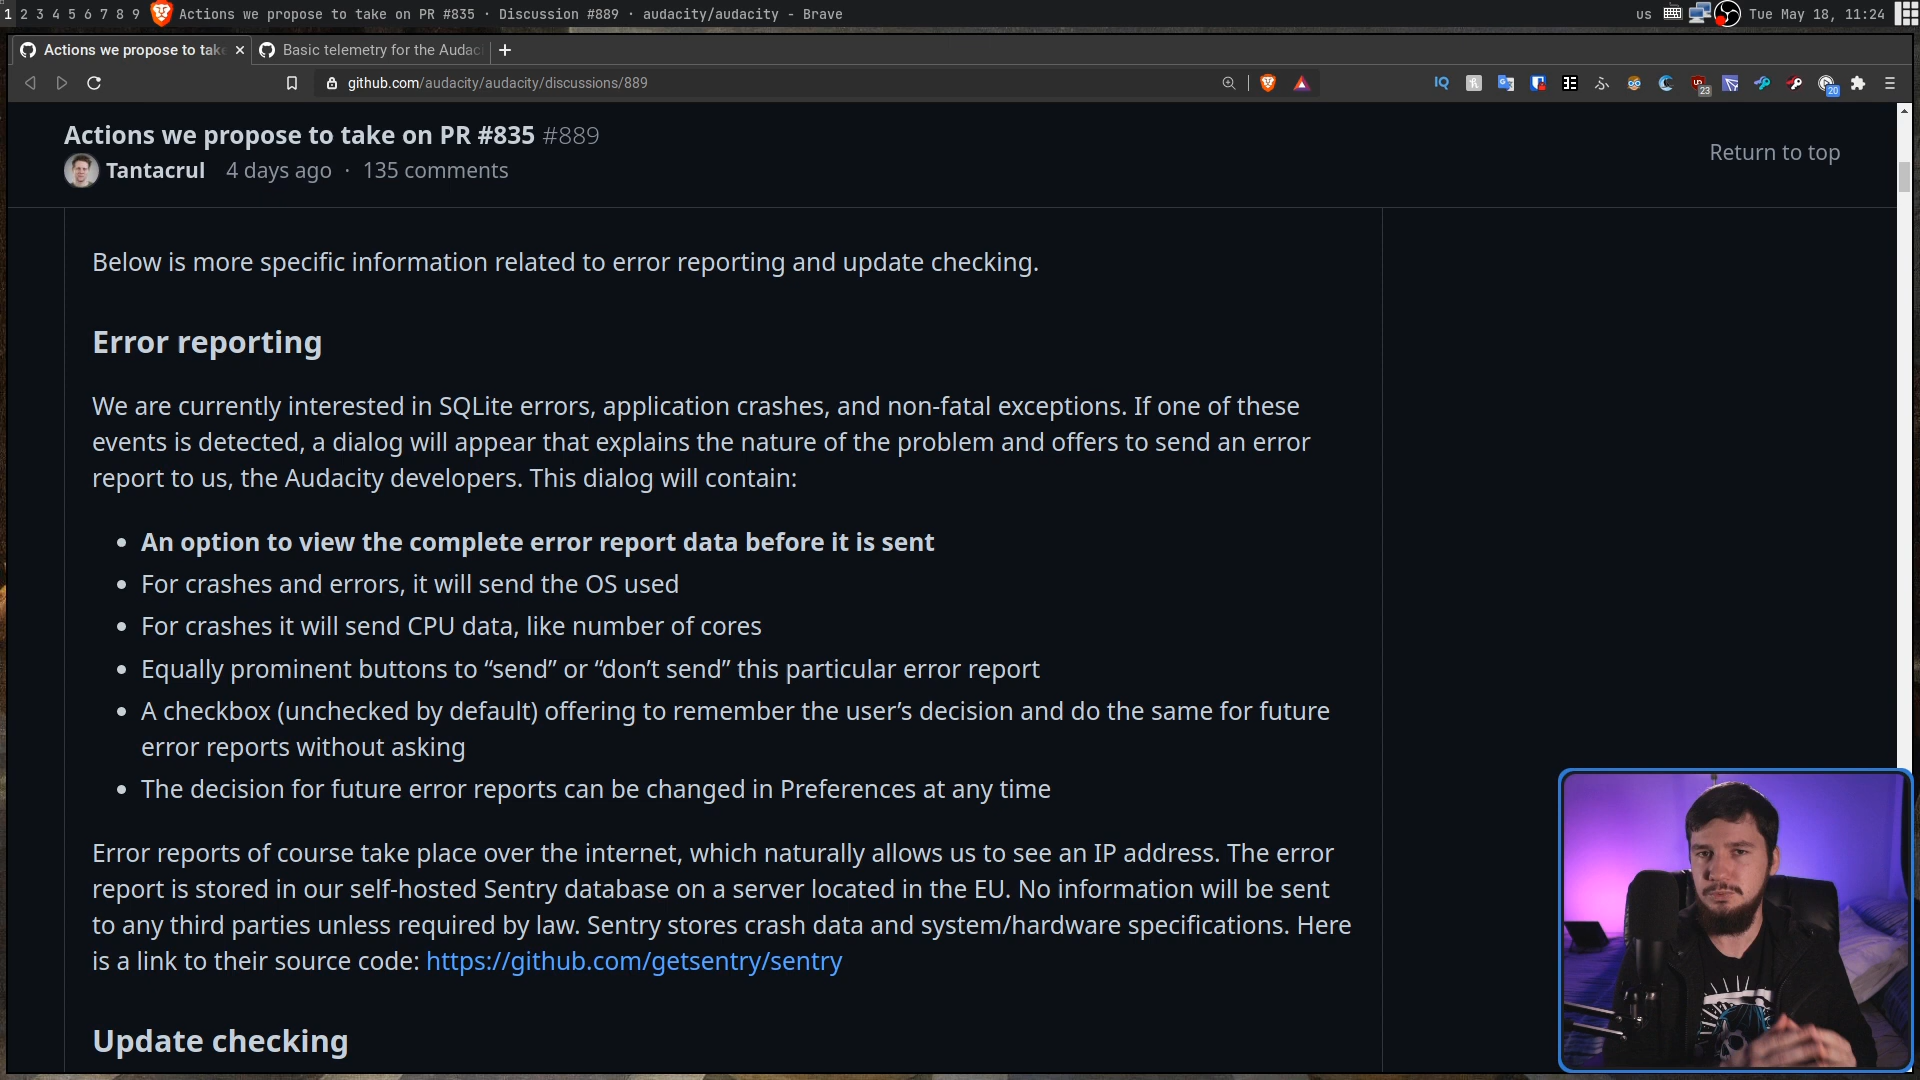 1 2 3 4 5 6 7 8 9 Actions we propose to take on PR #835 · Discussion #889 · audacity/audacity - Brave us Tue May 18, 11:24
Actions we propose to tak Basic telemetry for the Audac
github.com/audacity/audacity/discussions/889 IQ 23 20
Actions we propose to take on PR #835 #889
Tantacrul 4 days ago · 135 comments
Return to top
Below is more specific information related to error reporting and update checking.
Error reporting
We are currently interested in SQLite errors, application crashes, and non-fatal exceptions. If one of these
events is detected, a dialog will appear that explains the nature of the problem and offers to send an error
report to us, the Audacity developers. This dialog will contain:
• An option to view the complete error report data before it is sent
• For crashes and errors, it will send the OS used
• For crashes it will send CPU data, like number of cores
• Equally prominent buttons to “send” or “don’t send” this particular error report
• A checkbox (unchecked by default) offering to remember the user’s decision and do the same for future
error reports without asking
• The decision for future error reports can be changed in Preferences at any time
Error reports of course take place over the internet, which naturally allows us to see an IP address. The error
report is stored in our self-hosted Sentry database on a server located in the EU. No information will be sent
to any third parties unless required by law. Sentry stores crash data and system/hardware specifications. Here
is a link to their source code: https://github.com/getsentry/sentry
Update checking